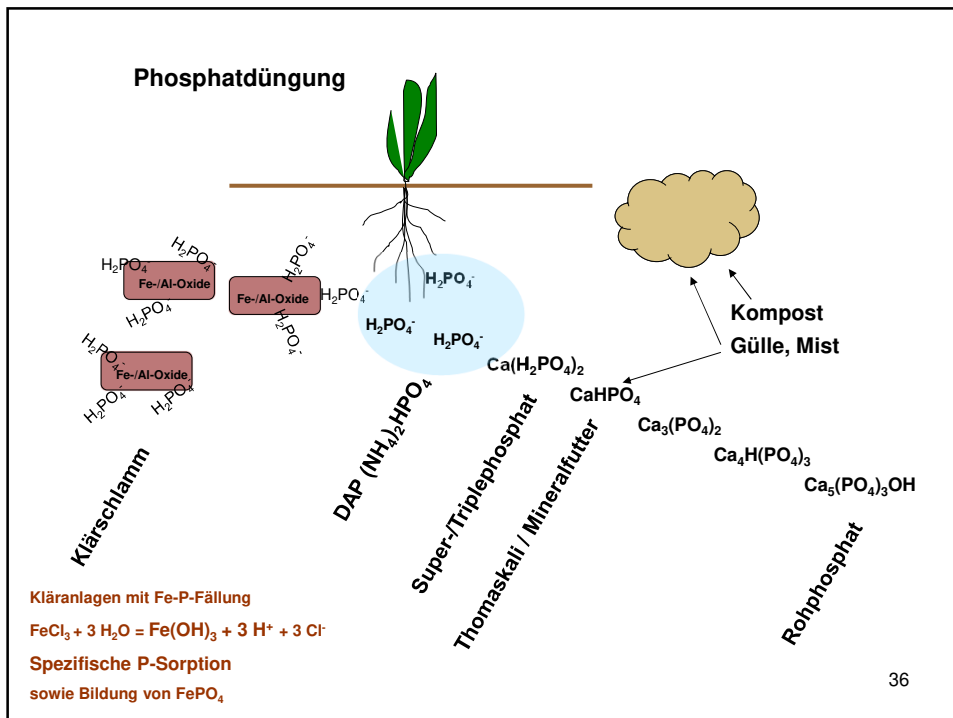 Phosphatdüngung
H₂PO₄⁻
H₂PO₄⁻
Fe-/Al-Oxide
H₂PO₄⁻
H₂PO₄⁻
Fe-/Al-Oxide
H₂PO₄⁻
H₂PO₄⁻
H₂PO₄⁻
Fe-/Al-Oxide
H₂PO₄⁻
H₂PO₄⁻
H₂PO₄⁻
H₂PO₄⁻
H₂PO₄⁻
Ca(H₂PO₄)₂
CaHPO₄
Ca₃(PO₄)₂
Ca₄H(PO₄)₃
Ca₅(PO₄)₃OH
Kompost
Gülle, Mist
Klärschlamm
DAP (NH₄)₂HPO₄
Super-/Triplephosphat
Thomaskali / Mineralfutter
Rohphosphat
Kläranlagen mit Fe-P-Fällung
FeCl₃ + 3 H₂O = Fe(OH)₃ + 3 H⁺ + 3 Cl⁻
Spezifische P-Sorption
sowie Bildung von FePO₄
36